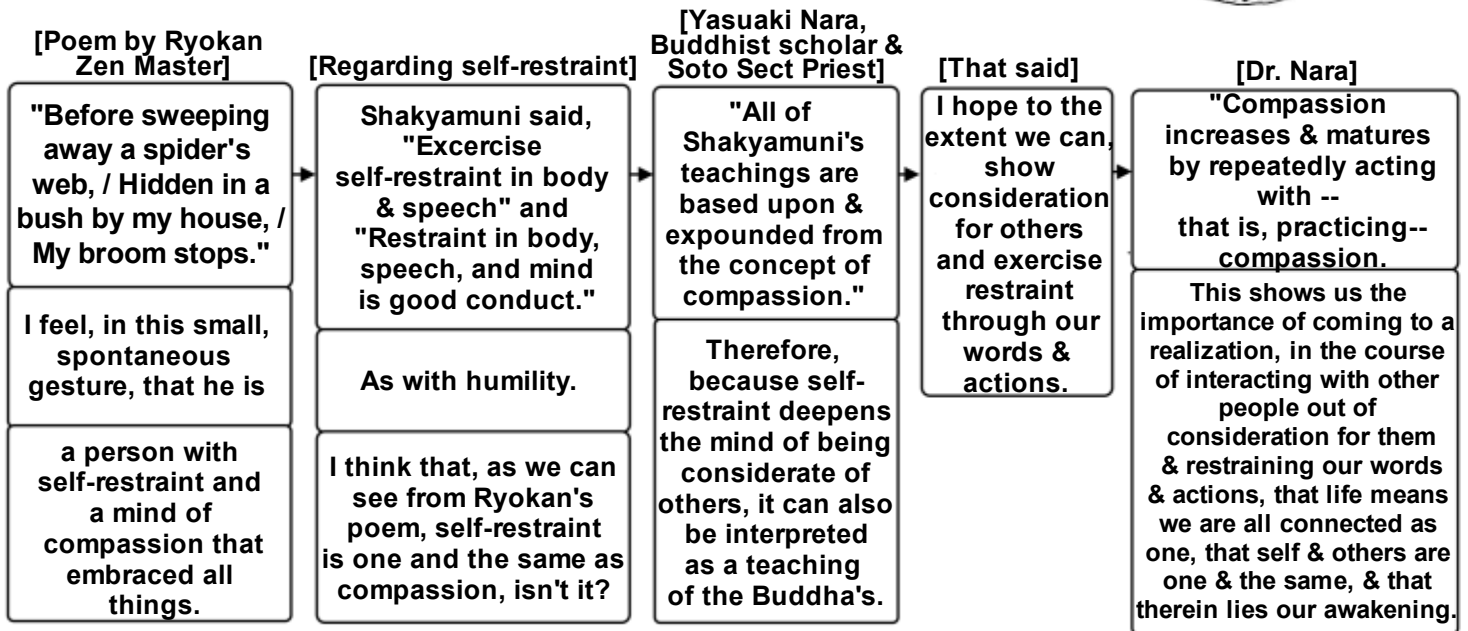 [Poem by Ryokan
Zen Master]
"Before sweeping
away a spider's
web, / Hidden in a
bush by my house, /
My broom stops."
I feel, in this small,
spontaneous
gesture, that he is
a person with
self-restraint and
a mind of
compassion that
embraced all
things.
[Regarding self-restraint]
Shakyamuni said,
"Excercise
self-restraint in body
& speech" and
"Restraint in body,
speech, and mind
is good conduct."
As with humility.
I think that, as we can
see from Ryokan's
poem, self-restraint
is one and the same as
compassion, isn't it?
[Yasuaki Nara,
Buddhist scholar &
Soto Sect Priest]
"All of
Shakyamuni's
teachings are
based upon &
expounded from
the concept of
compassion."
Therefore,
because self-
restraint deepens
the mind of being
considerate of
others, it can also
be interpreted
as a teaching
of the Buddha's.
[That said]
I hope to the
extent we can,
show
consideration
for others
and exercise
restraint
through our
words &
actions.
[Dr. Nara]
"Compassion
increases & matures
by repeatedly acting
with --
that is, practicing--
compassion.
This shows us the
importance of coming to a
realization, in the course
of interacting with other
people out of
consideration for them
& restraining our words
& actions, that life means
we are all connected as
one, that self & others are
one & the same, & that
therein lies our awakening.